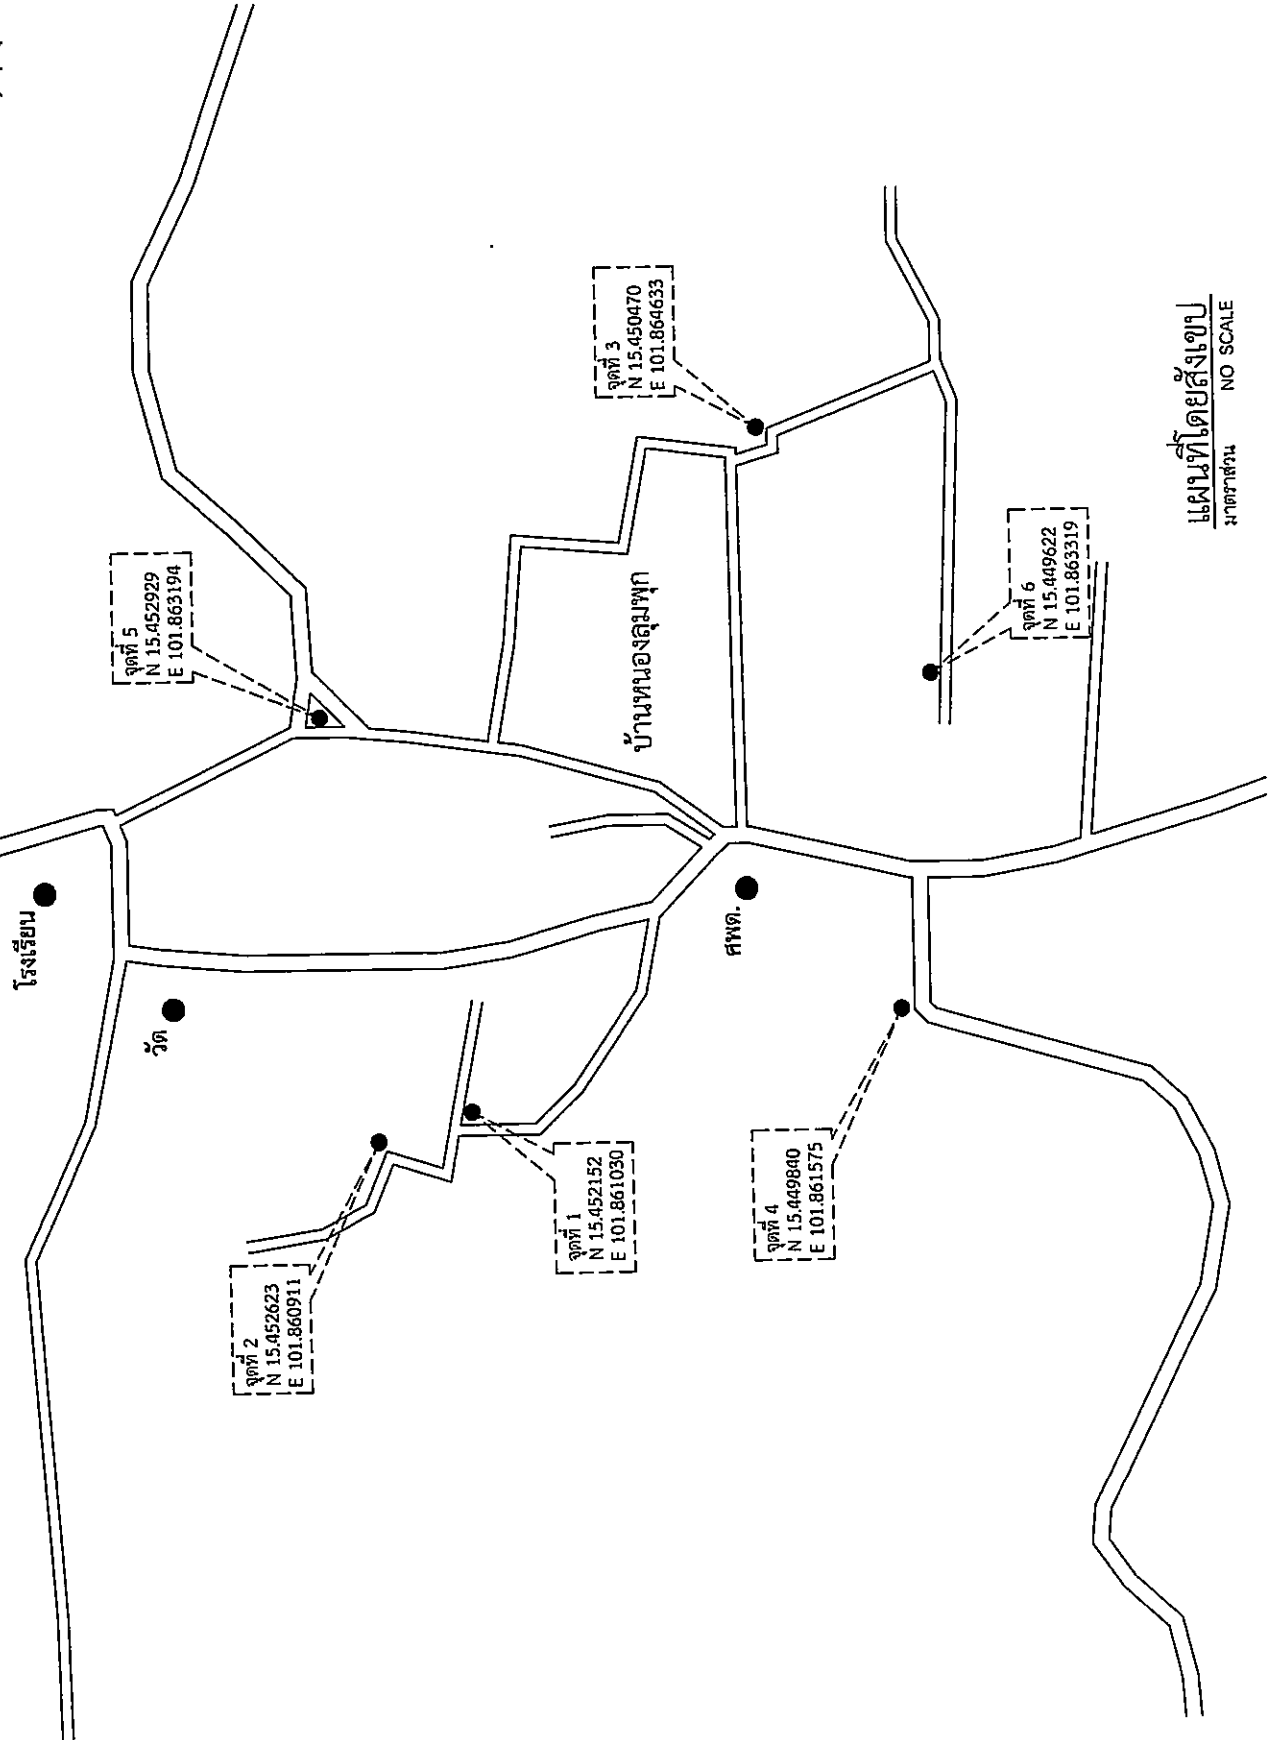 โรงเรียน
วัด
จุดที่ 5
N 15.452929
E 101.863194
จุดที่ 2
N 15.452623
E 101.860911
จุดที่ 1
N 15.452152
E 101.861030
จุดที่ 3
N 15.450470
E 101.864633
บ้านหนองลุมพุก
ศพด.
จุดที่ 4
N 15.449840
E 101.861575
จุดที่ 6
N 15.449622
E 101.863319
แผนที่โดยสังเขป
มาตราส่วน NO SCALE